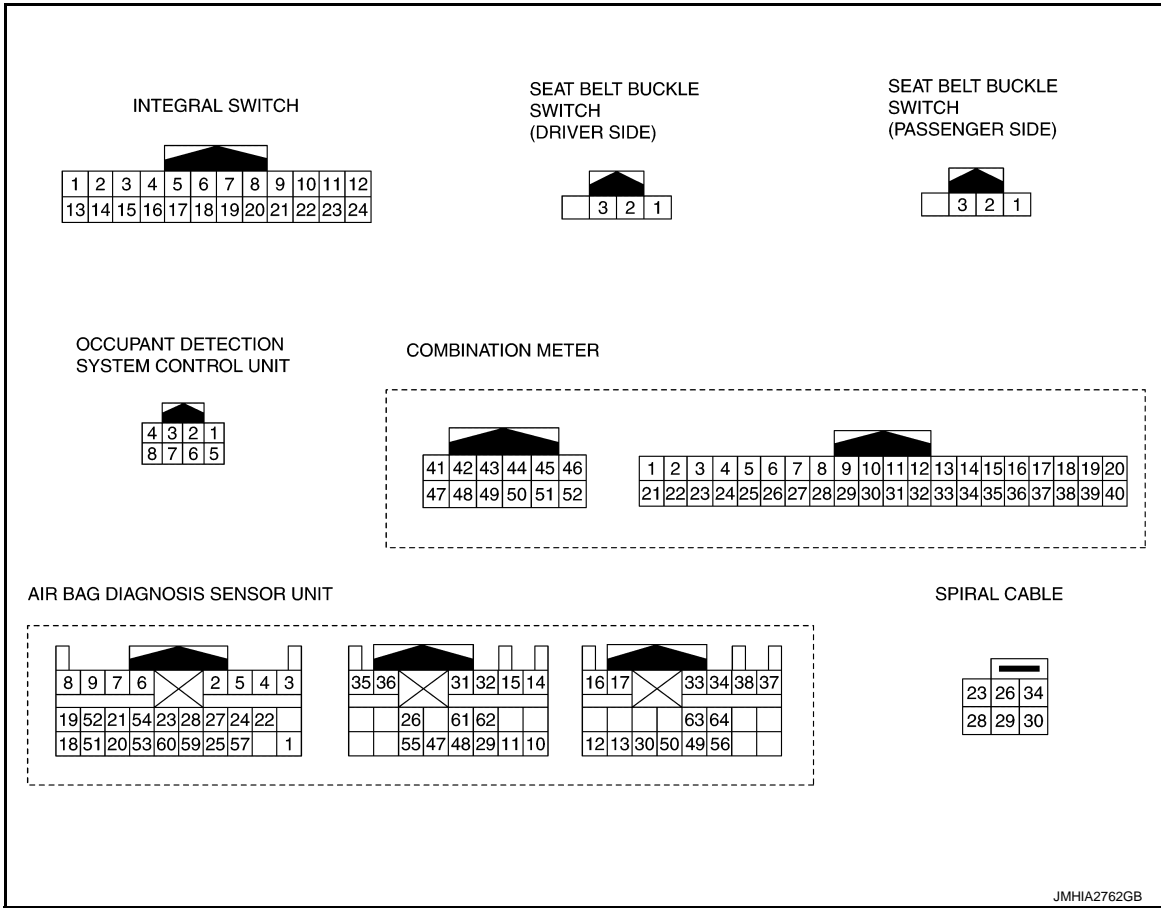 INTEGRAL SWITCH
1 2 3 4 5 6 7 8 9 10 11 12
13 14 15 16 17 18 19 20 21 22 23 24
SEAT BELT BUCKLE
SWITCH
(DRIVER SIDE)
3 2 1
SEAT BELT BUCKLE
SWITCH
(PASSENGER SIDE)
3 2 1
OCCUPANT DETECTION
SYSTEM CONTROL UNIT
4 3 2 1
8 7 6 5
COMBINATION METER
41 42 43 44 45 46
47 48 49 50 51 52
1 2 3 4 5 6 7 8 9 10 11 12 13 14 15 16 17 18 19 20
21 22 23 24 25 26 27 28 29 30 31 32 33 34 35 36 37 38 39 40
AIR BAG DIAGNOSIS SENSOR UNIT
8 9 7 6 2 5 4 3
19 52 21 54 23 28 27 24 22
18 51 20 53 60 59 25 57 1
35 36 31 32 15 14
26 61 62
55 47 48 29 11 10
16 17 33 34 38 37
63 64
12 13 30 50 49 56
SPIRAL CABLE
23 26 34
28 29 30
JMHIA2762GB